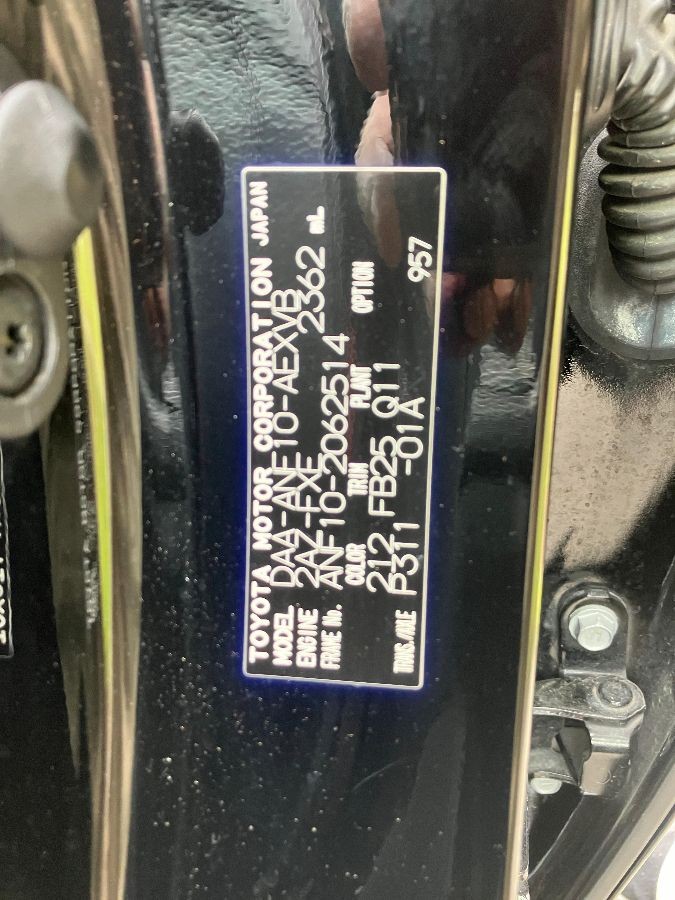 TOYOTA MOTOR CORPORATION JAPAN
MODEL DAA-ANF10-AEXVB
ENGINE 2AZ-FXE 2362 mL
FRAME No. ANF10-2062514
COLOR TRIM PLANT OPTION
212 FB25 Q11
TRANS./AXLE P311 -01A 957